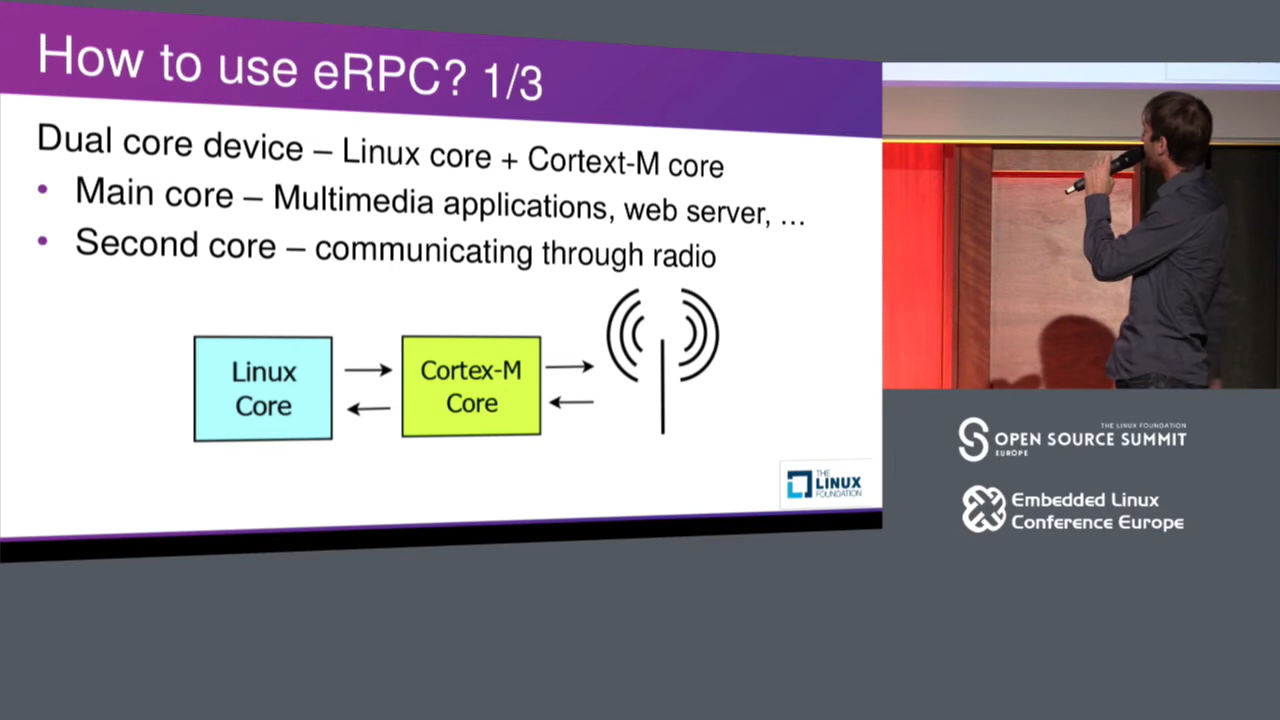 How to use eRPC? 1/3
Dual core device – Linux core + Cortext-M core
• Main core – Multimedia applications, web server, ...
• Second core – communicating through radio
Linux
Core
Cortex-M
Core
THE
LINUX
FOUNDATION
THE LINUX FOUNDATION
OPEN SOURCE SUMMIT
EUROPE
Embedded Linux
Conference Europe